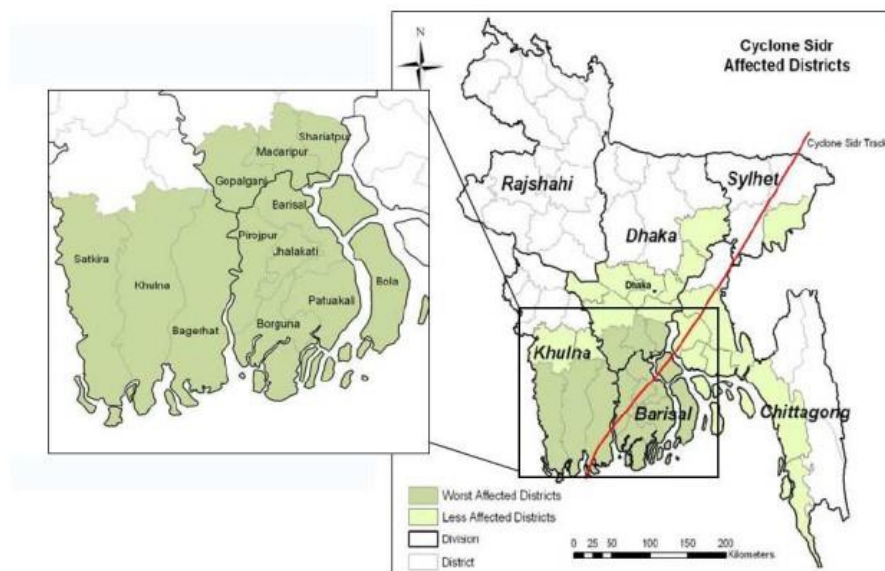 N
Cyclone Sidr
Affected Districts
Cyclone Sidr Track
Rajshahi
Sylhet
Dhaka
Dhaka
Khulna
Barisal
Chittagong
Shariatpu
Macaripur
Gopalganj
Barisal
Pirojpur
Jhalakati
Satkira
Khulna
Bola
Patuakali
Bagerhat
Borguna
Worst Affected Districts
Less Affected Districts
Division
District
0 25 50 100 150 200
Kilometers